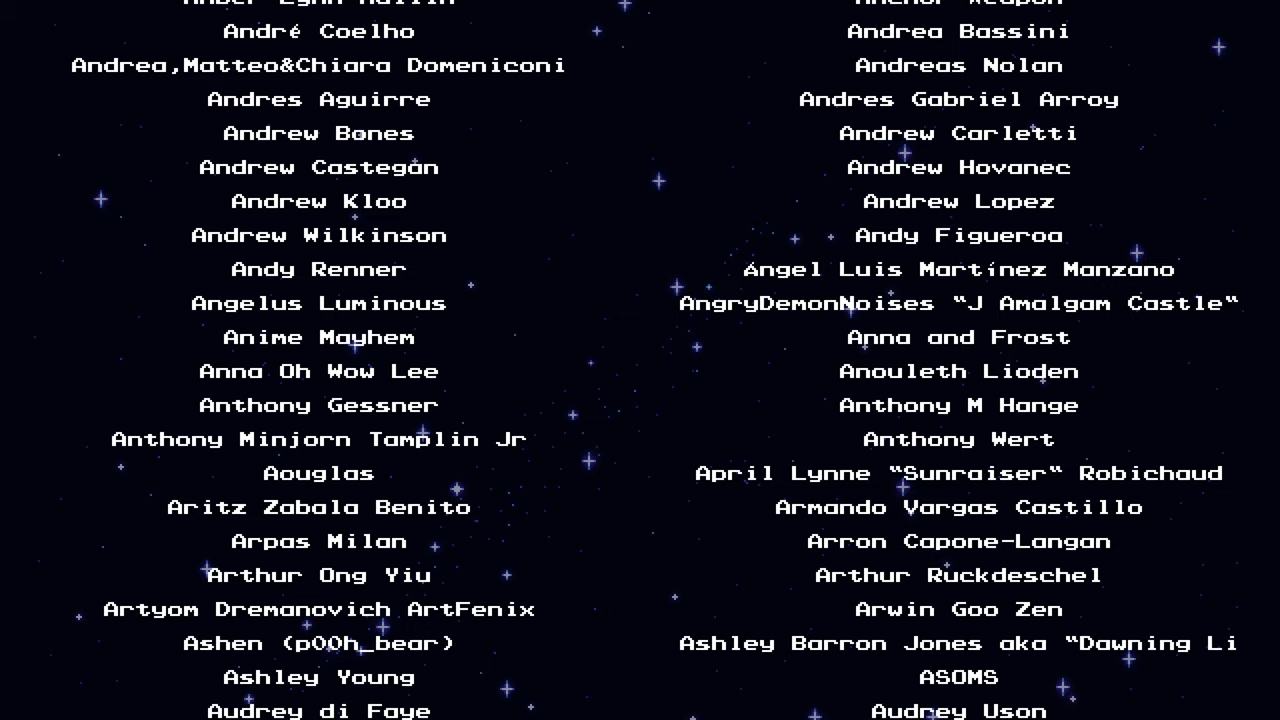 André Coelho
Andrea Bassini
Andrea,Matteo&Chiara Domeniconi
Andreas Nolan
Andres Aguirre
Andres Gabriel Arroy
Andrew Bones
Andrew Carletti
Andrew Castegan
Andrew Hovanec
Andrew Kloo
Andrew Lopez
Andrew Wilkinson
Andy Figueroa
Andy Renner
Ángel Luis Martínez Manzano
Angelus Luminous
AngryDemonNoises "J Amalgam Castle"
Anime Mayhem
Anna and Frost
Anna Oh Wow Lee
Anouleth Lioden
Anthony Gessner
Anthony M Hange
Anthony Minjorn Tamplin Jr
Anthony Wert
Aouglas
April Lynne "Sunraiser" Robichaud
Aritz Zabala Benito
Armando Vargas Castillo
Arpas Milan
Arron Capone-Langan
Arthur Ong Yiu
Arthur Ruckdeschel
Artyom Dremanovich ArtFenix
Arwin Goo Zen
Ashen (p00h_bear)
Ashley Barron Jones aka "Dawning Li
Ashley Young
ASOMS
Audrey di Faye
Audrey Uson